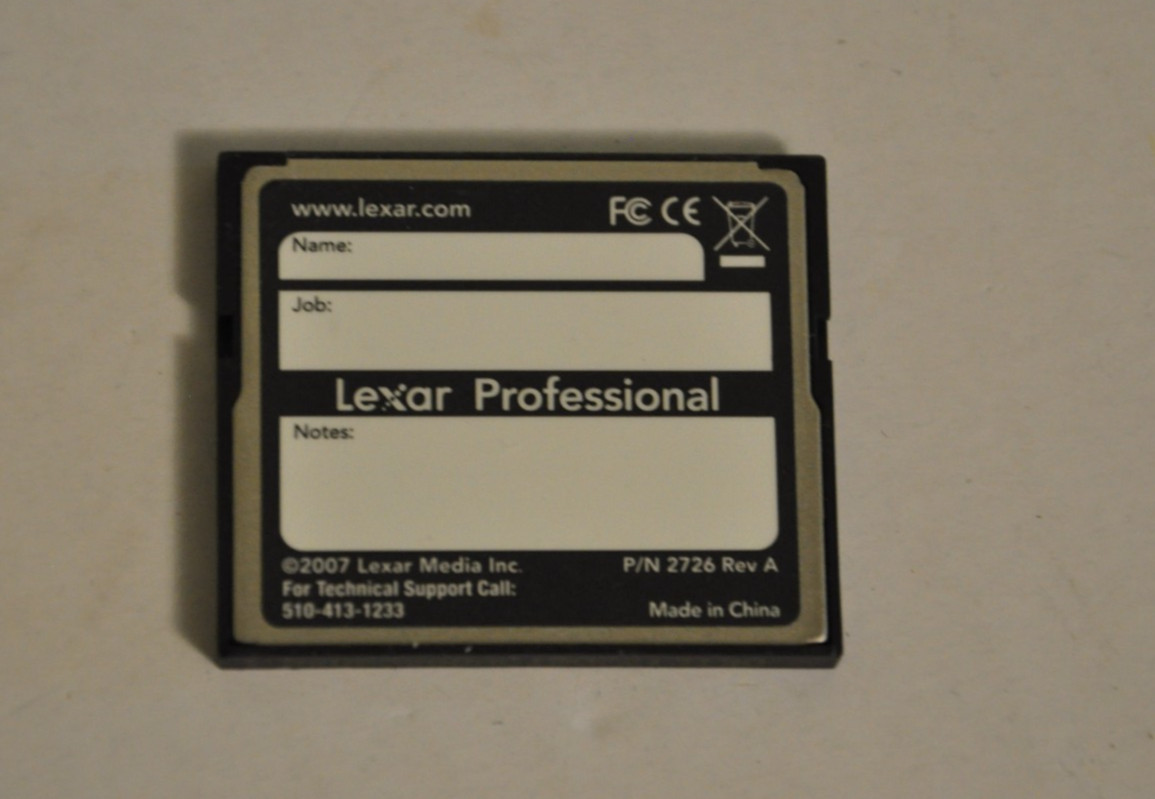 www.lexar.com FC CE
Name:
Job:
Lexar Professional
Notes:
©2007 Lexar Media Inc. P/N 2726 Rev A
For Technical Support Call:
510-413-1233 Made in China